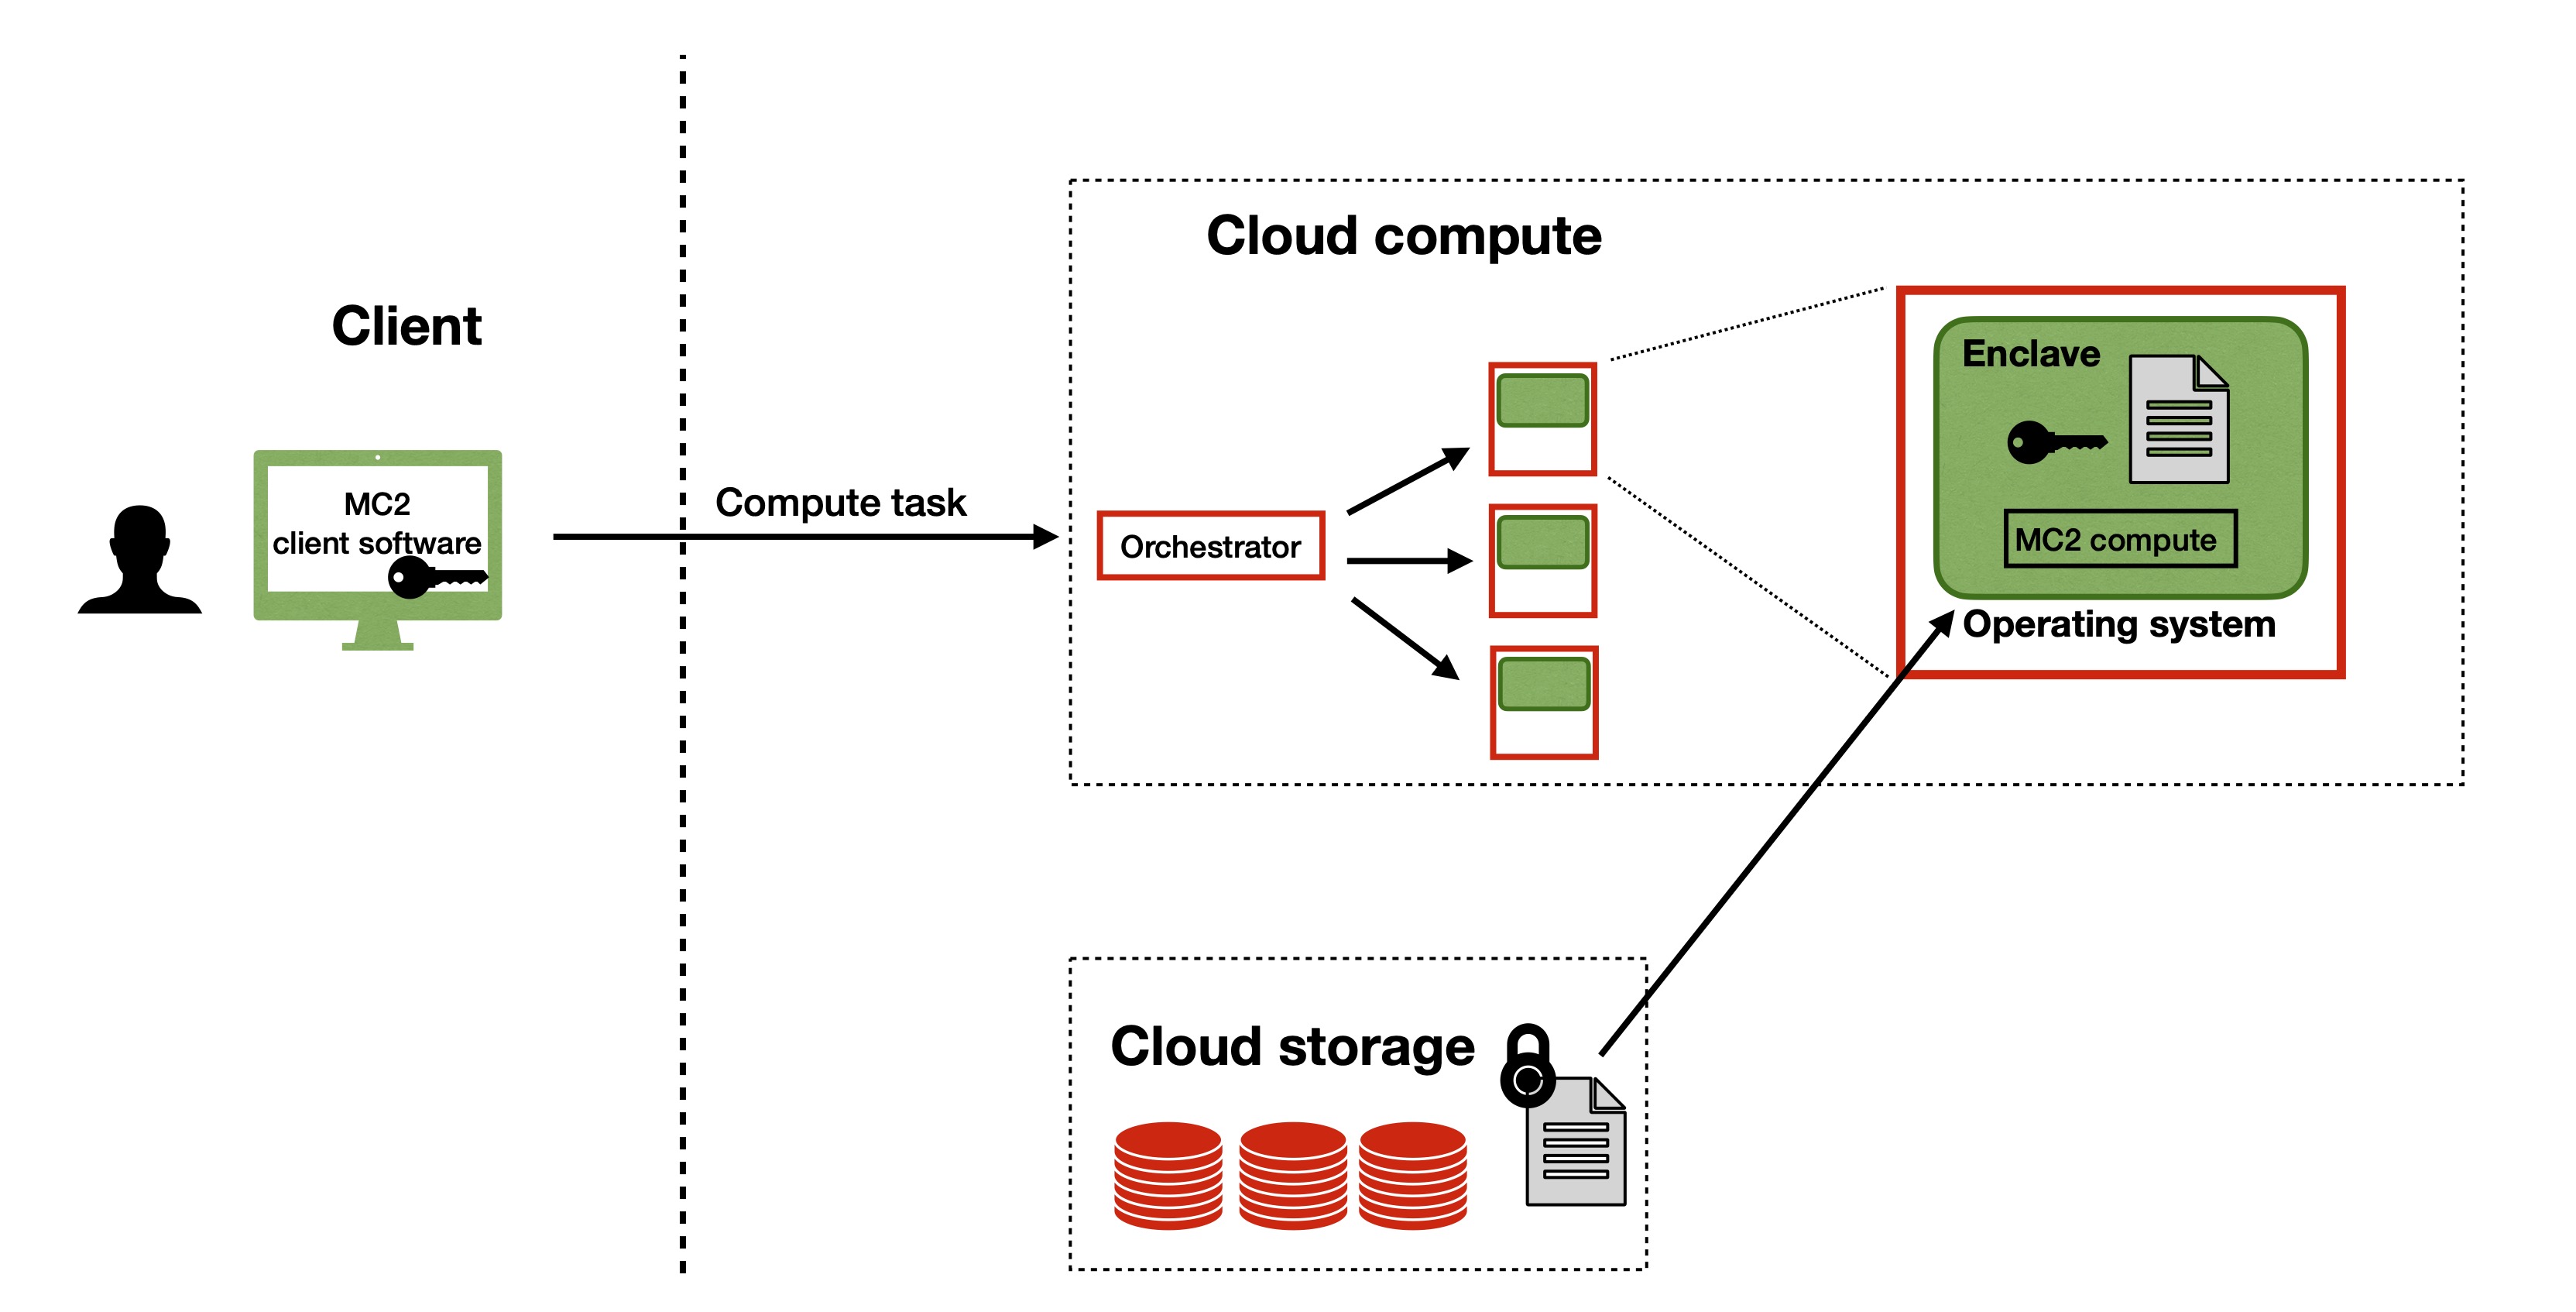 Client
MC2
client software
Compute task
Cloud compute
Orchestrator
Enclave
MC2 compute
Operating system
Cloud storage